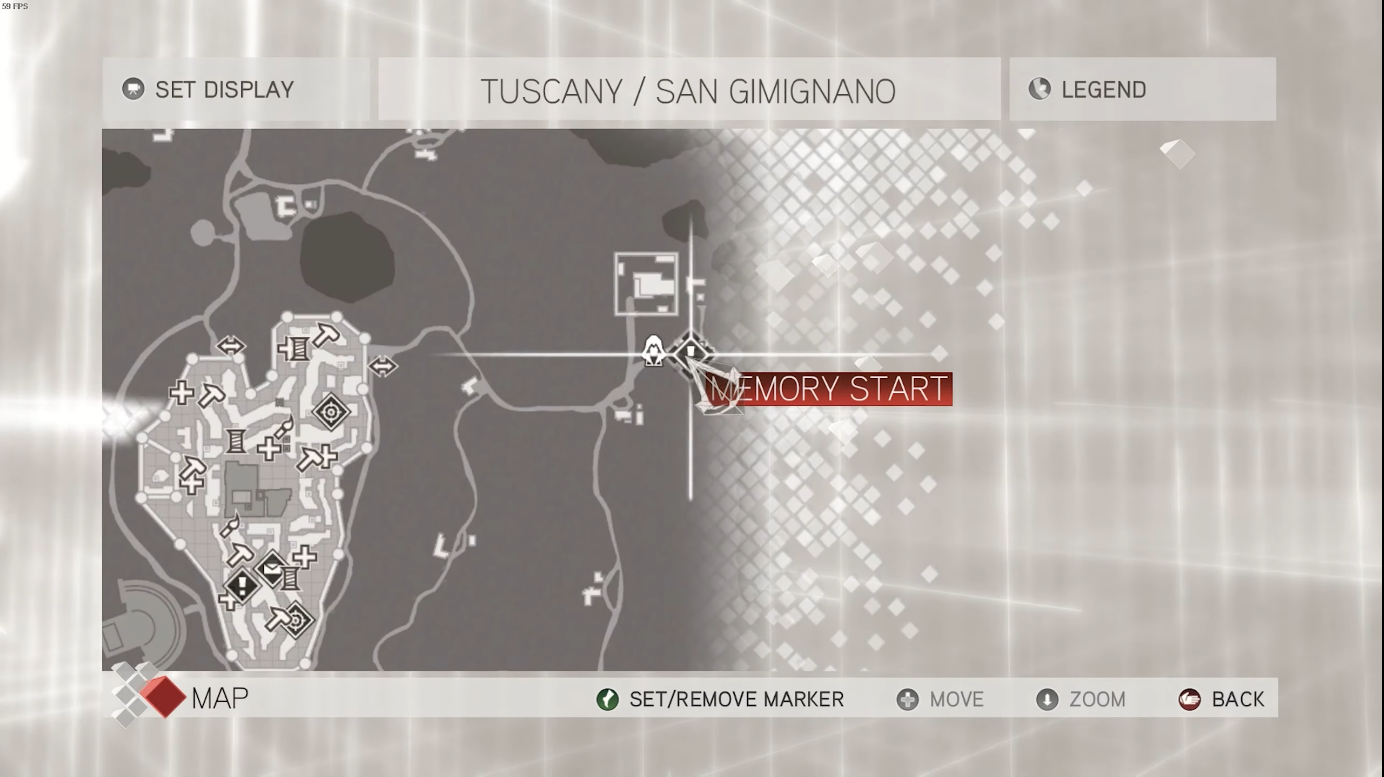 59 FPS
SET DISPLAY
TUSCANY / SAN GIMIGNANO
LEGEND
MEMORY START
MAP
SET/REMOVE MARKER
MOVE
ZOOM
BACK